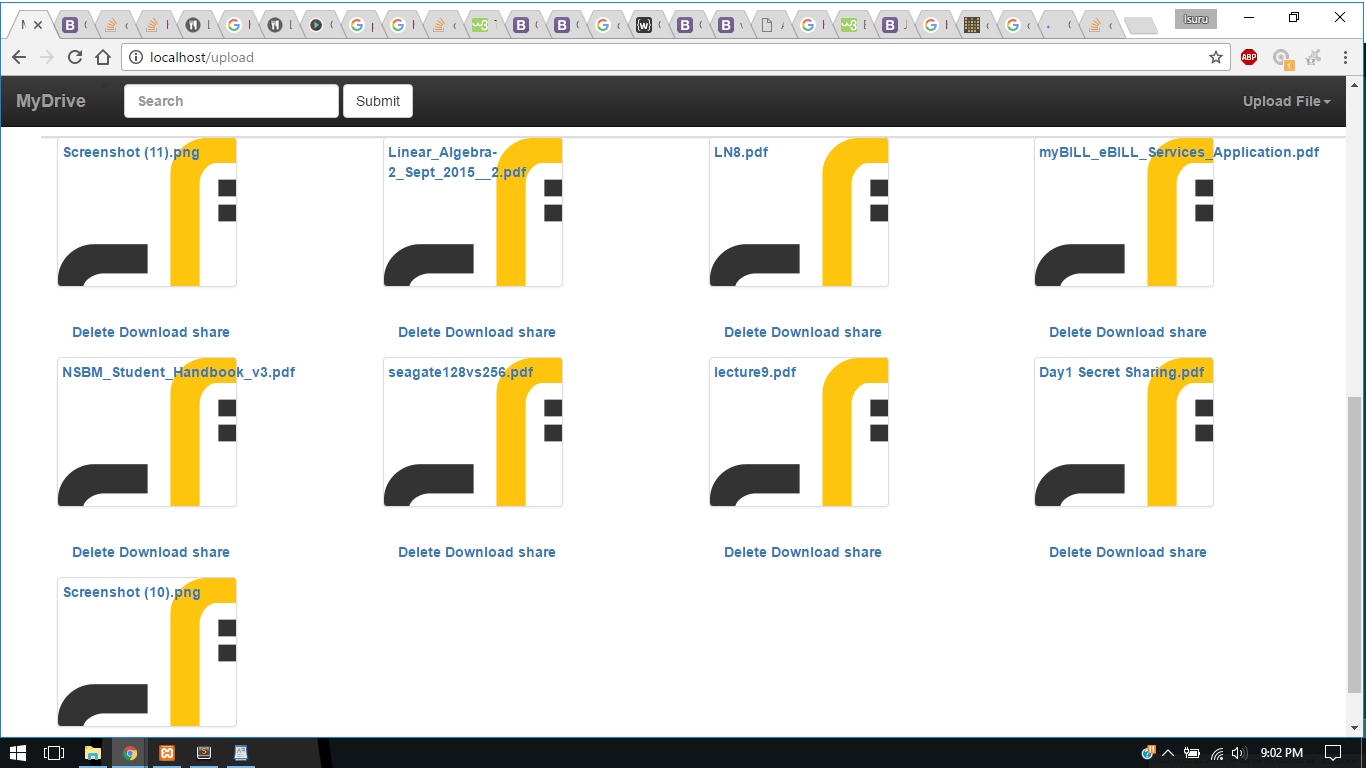 Isuru
localhost/upload
ABP
1
MyDrive
Search
Submit
Upload File
Screenshot (11).png
Linear_Algebra-
2_Sept_2015__2.pdf
LN8.pdf
myBILL_eBILL_Services_Application.pdf
Delete Download share
Delete Download share
Delete Download share
Delete Download share
NSBM_Student_Handbook_v3.pdf
seagate128vs256.pdf
lecture9.pdf
Day1 Secret Sharing.pdf
Delete Download share
Delete Download share
Delete Download share
Delete Download share
Screenshot (10).png
9:02 PM